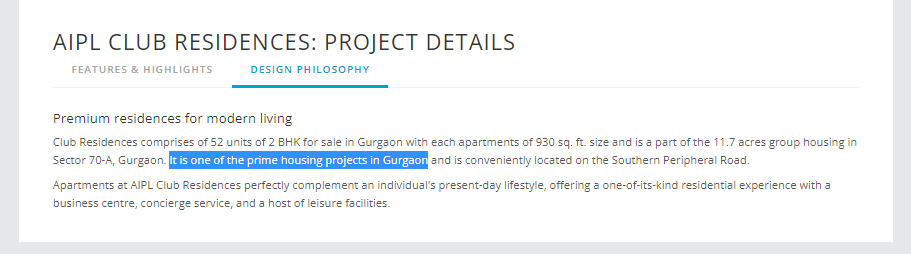 AIPL CLUB RESIDENCES: PROJECT DETAILS
FEATURES & HIGHLIGHTS DESIGN PHILOSOPHY
Premium residences for modern living
Club Residences comprises of 52 units of 2 BHK for sale in Gurgaon with each apartments of 930 sq. ft. size and is a part of the 11.7 acres group housing in
Sector 70-A, Gurgaon. It is one of the prime housing projects in Gurgaon and is conveniently located on the Southern Peripheral Road.
Apartments at AIPL Club Residences perfectly complement an individual's present-day lifestyle, offering a one-of-its-kind residential experience with a
business centre, concierge service, and a host of leisure facilities.